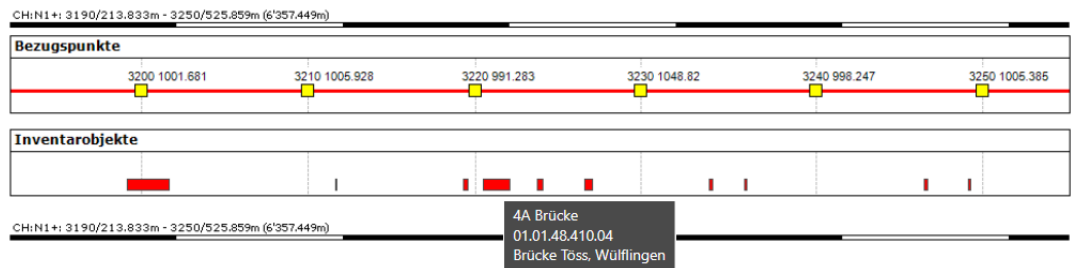 CH:N1+: 3190/213.833m - 3250/525.859m (6'357.449m)
Bezugspunkte
3200 1001.681 3210 1005.928 3220 991.283 3230 1048.82 3240 998.247 3250 1005.385
Inventarobjekte
4A Brücke
01.01.48.410.04
Brücke Töss, Wülflingen
CH:N1+: 3190/213.833m - 3250/525.859m (6'357.449m)